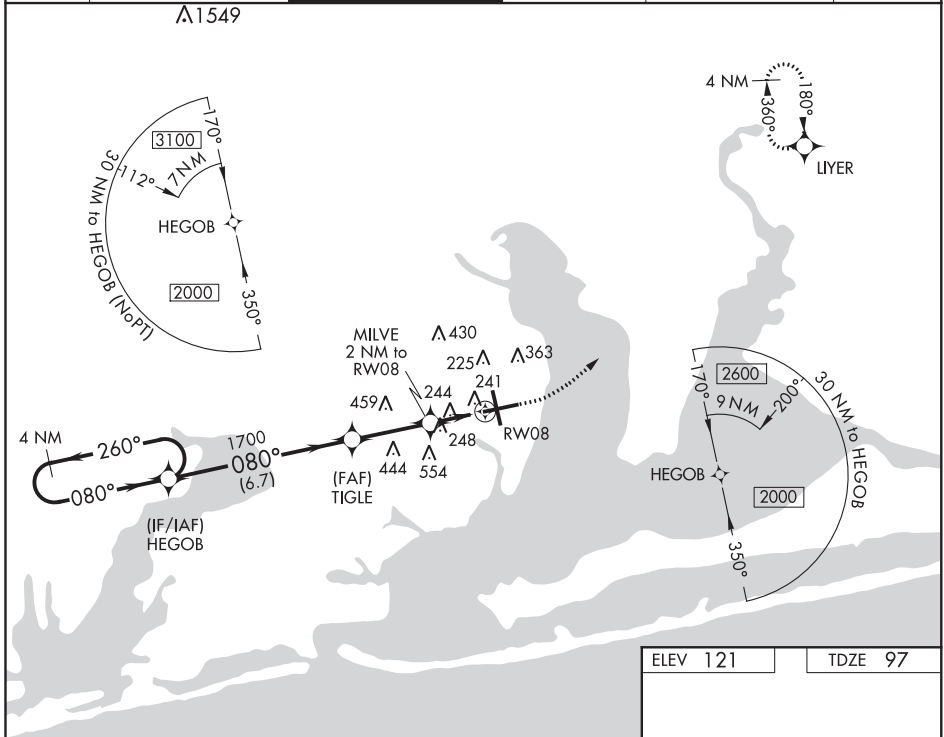 1549
4 NM
360°
180°
LIYER
170°
3100
7 NM
112°
30 NM to HEGOB (NoPT)
HEGOB
2000
350°
MILVE
2 NM to
RW08
430
225
363
244
241
459
RW08
248
444
554
4 NM
260°
1700
080°
(6.7)
080°
(FAF)
TIGLE
(IF/IAF)
HEGOB
170°
2600
9 NM
200°
30 NM to HEGOB
HEGOB
2000
350°
ELEV 121
TDZE 97